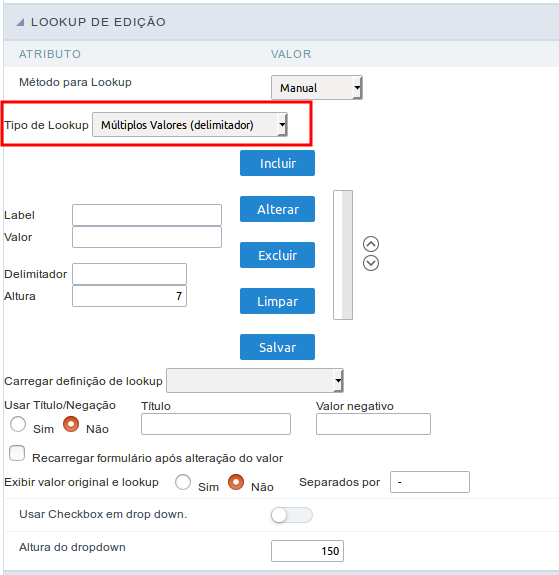 LOOKUP DE EDIÇÃO
ATRIBUTO VALOR
Método para Lookup Manual
Tipo de Lookup Múltiplos Valores (delimitador)
Incluir
Alterar
Label
Valor
Excluir
Delimitador
Altura 7
Limpar
Salvar
Carregar definição de lookup
Usar Título/Negação Título Valor negativo
Sim Não
Recarregar formulário após alteração do valor
Exibir valor original e lookup Sim Não Separados por -
Usar Checkbox em drop down.
Altura do dropdown 150